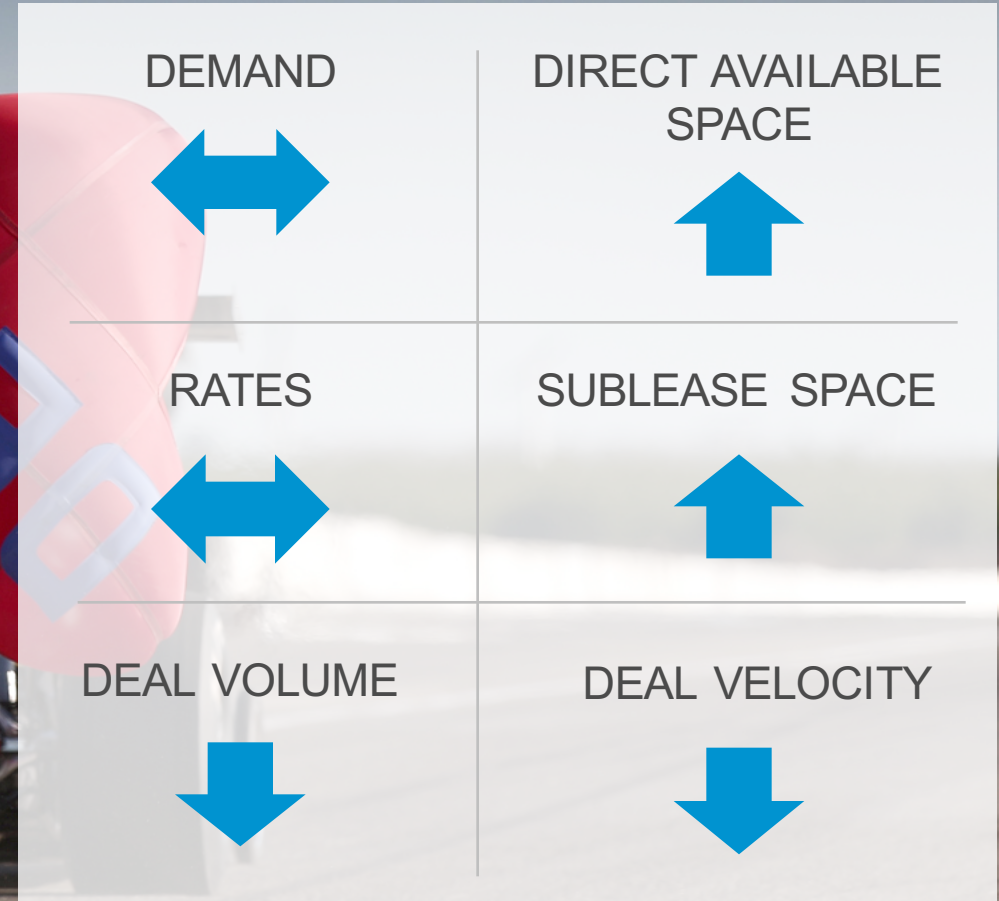 DEMAND
DIRECT AVAILABLE
SPACE
RATES
SUBLEASE SPACE
DEAL VOLUME
DEAL VELOCITY